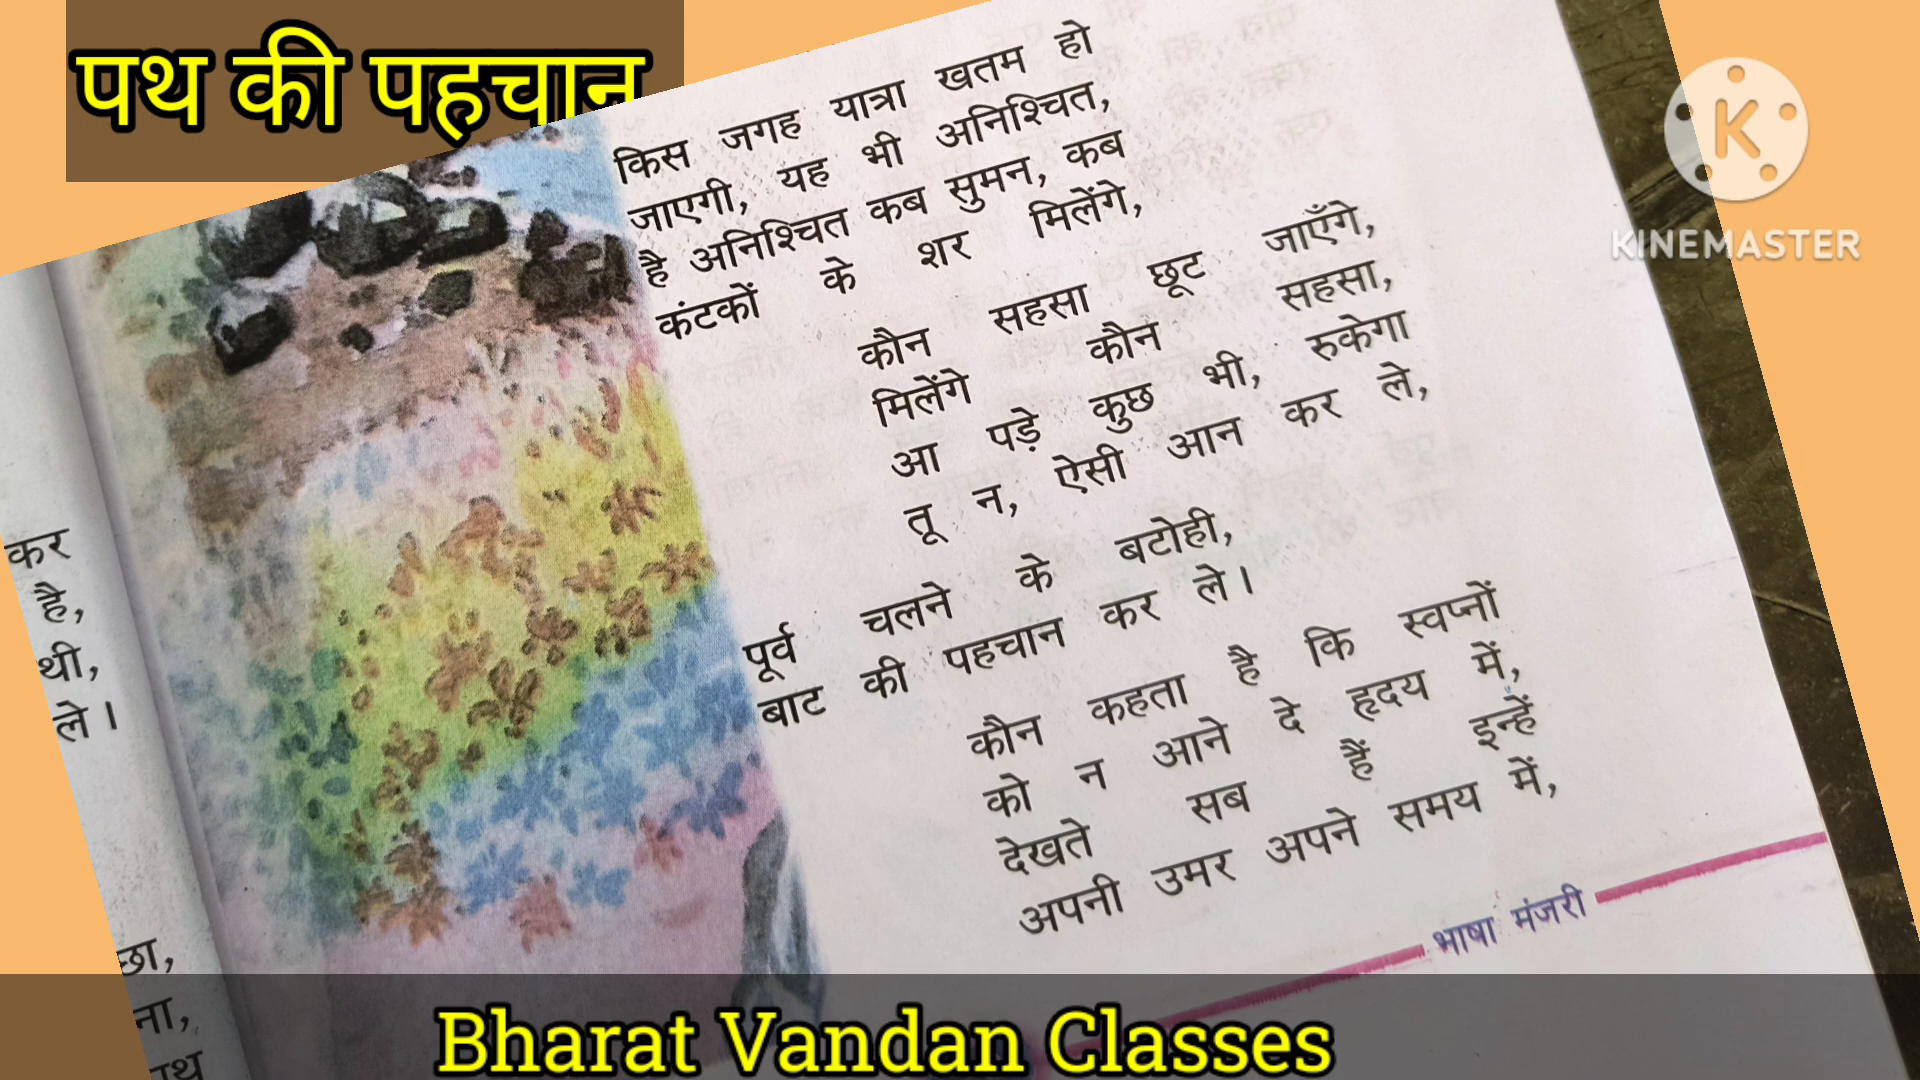 पथ की पहचान
KINEMASTER
किस जगह यात्रा खतम हो
जाएगी, यह भी अनिश्चित,
है अनिश्चित कब सुमन, कब
कंटकों के शर मिलेंगे,
कौन सहसा छूट जाएँगे,
मिलेंगे कौन सहसा,
आ पड़े कुछ भी, रुकेगा
तू न, ऐसी आन कर ले,
पूर्व चलने के बटोही,
बाट की पहचान कर ले।
कौन कहता है कि स्वप्नों
को न आने दे हृदय में,
देखते सब हैं इन्हें
अपनी उमर अपने समय में,
भाषा मंजरी
कर
है,
थी,
ले।
Bharat Vandan Classes